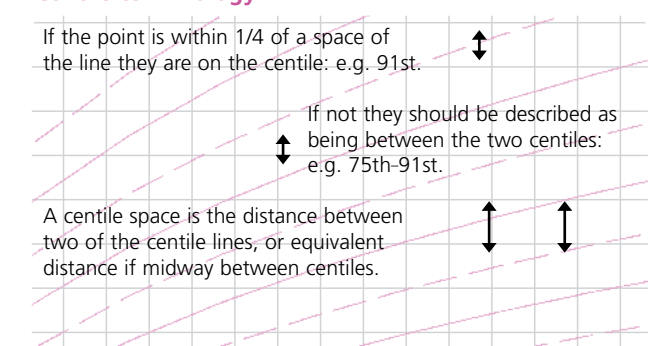 If the point is within 1/4 of a space of
the line they are on the centile: e.g. 91st.
If not they should be described as
being between the two centiles:
e.g. 75th–91st.
A centile space is the distance between
two of the centile lines, or equivalent
distance if midway between centiles.